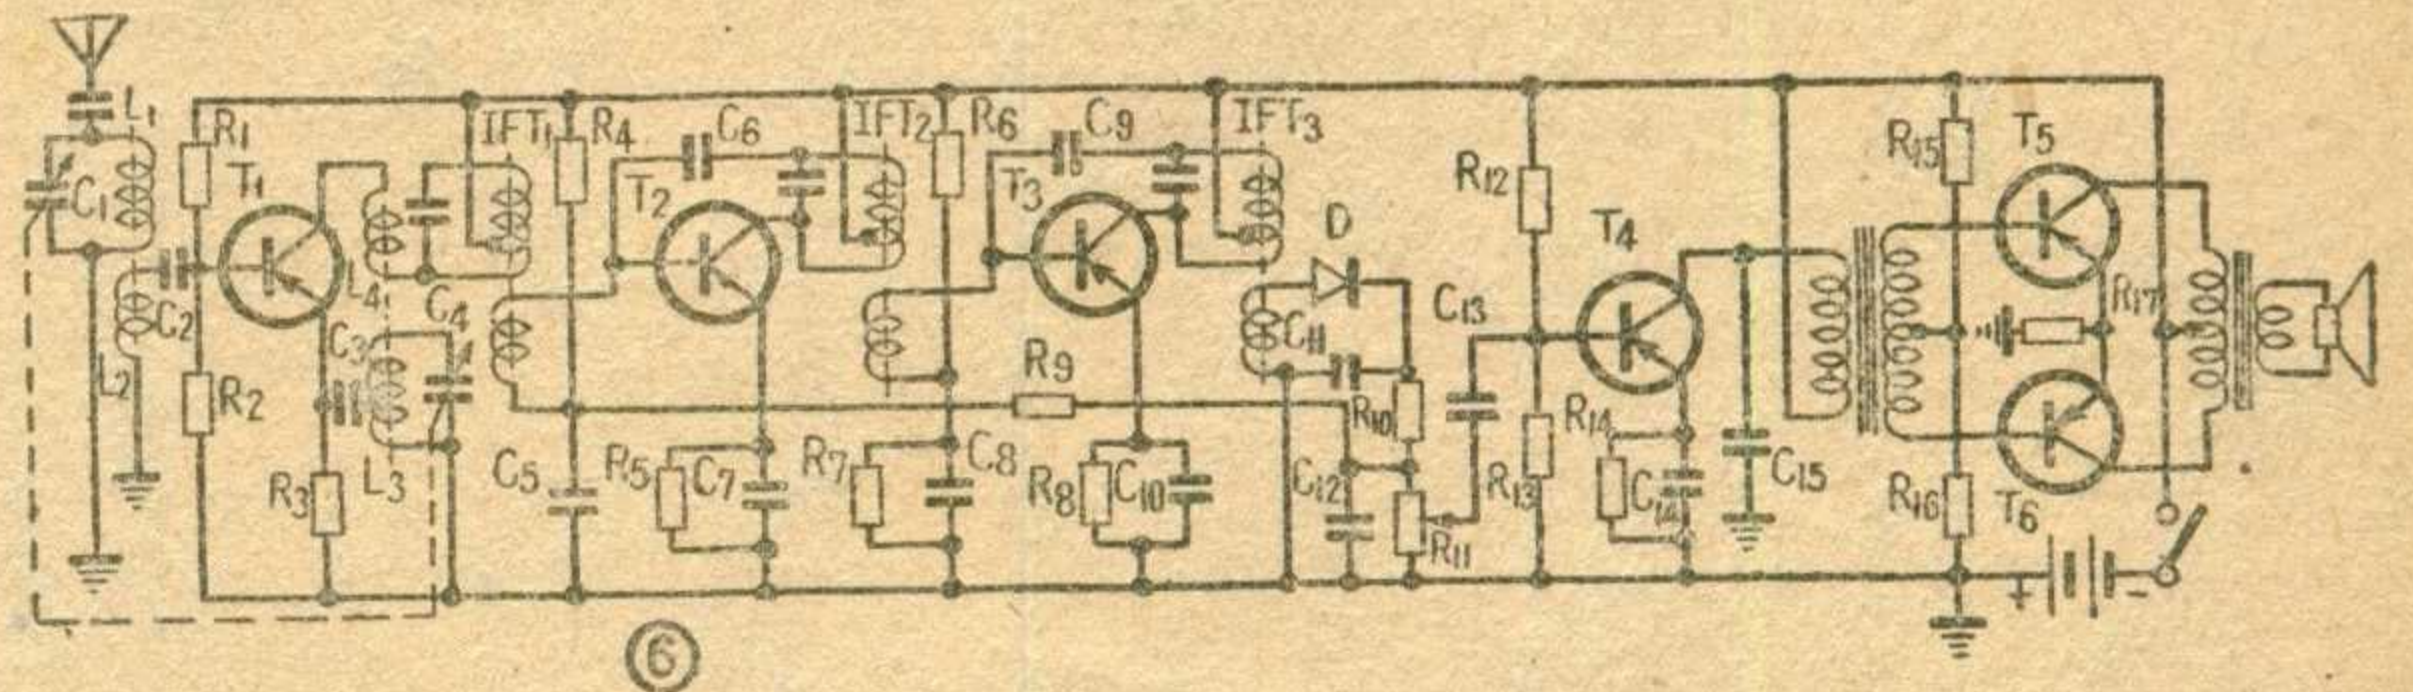 L1
R1
IFT1
R4
C6
IFT2
R6
C9
IFT3
R15
T5
T1
C1
T2
T3
R12
D
T4
C2
L4
C4
C13
R17
L2
C3
C11
R9
R2
R10
R14
C5
R5
C7
R7
C8
R3
L3
R8
C10
C12
R13
C14
C15
R16
T6
R11
+
-
6